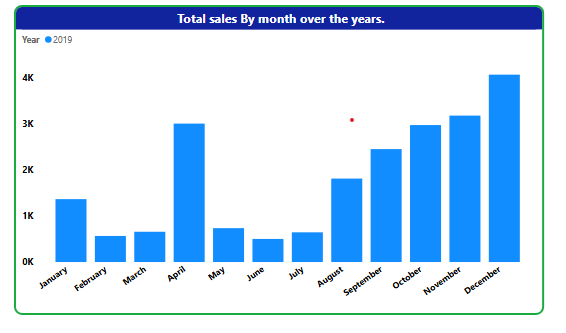 Total sales By month over the years.
Year 2019
4K
3K
2K
1K
0K
January February March April May June July August September October November December